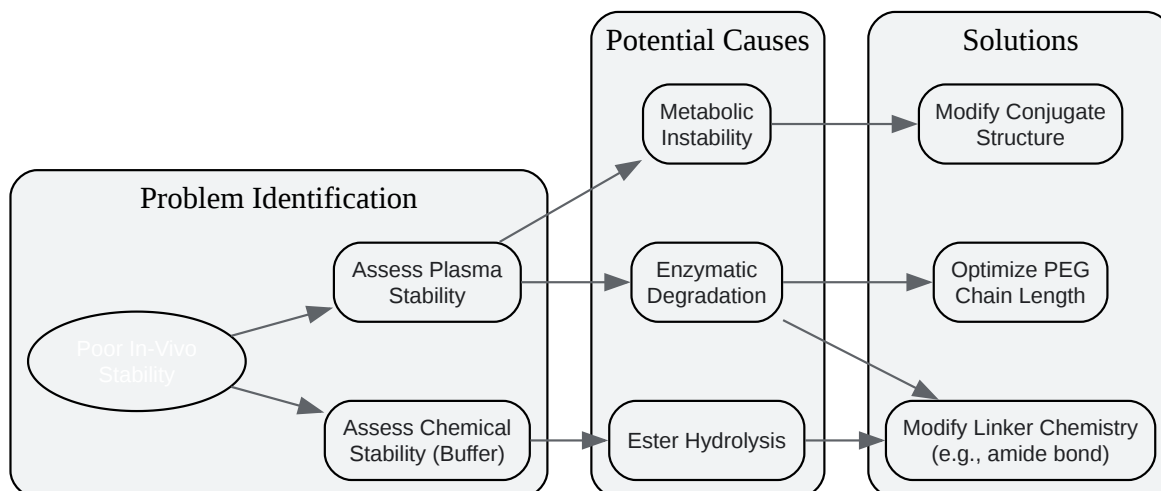 Problem Identification
Poor In-Vivo
Stability
Assess Plasma
Stability
Assess Chemical
Stability (Buffer)
Potential Causes
Metabolic
Instability
Enzymatic
Degradation
Ester Hydrolysis
Solutions
Modify Conjugate
Structure
Optimize PEG
Chain Length
Modify Linker Chemistry
(e.g., amide bond)